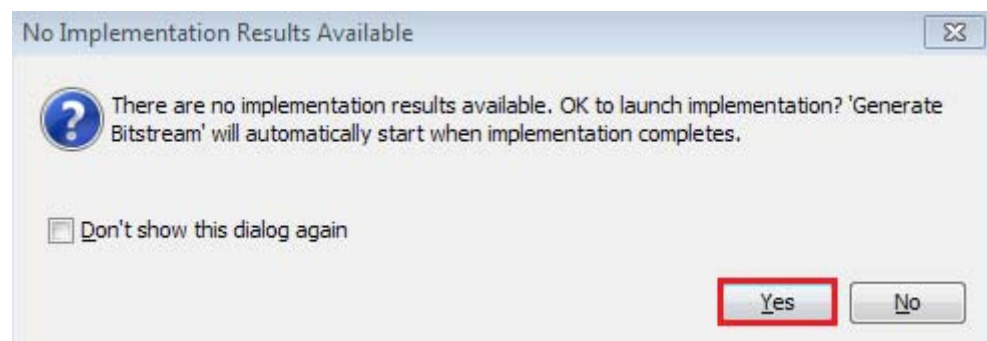 No Implementation Results Available
There are no implementation results available. OK to launch implementation? 'Generate
Bitstream' will automatically start when implementation completes.
Don't show this dialog again
Yes
No